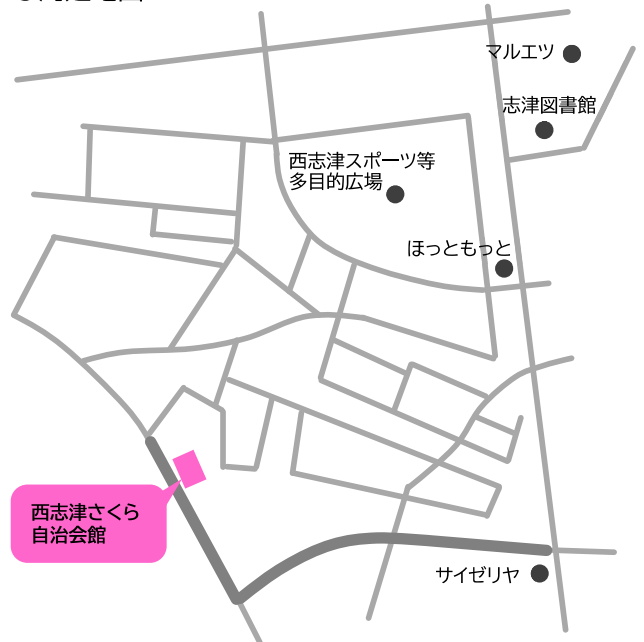 マルエツ
志津図書館
西志津スポーツ等
多目的広場
ほっともっと
西志津さくら
自治会館
サイゼリヤ